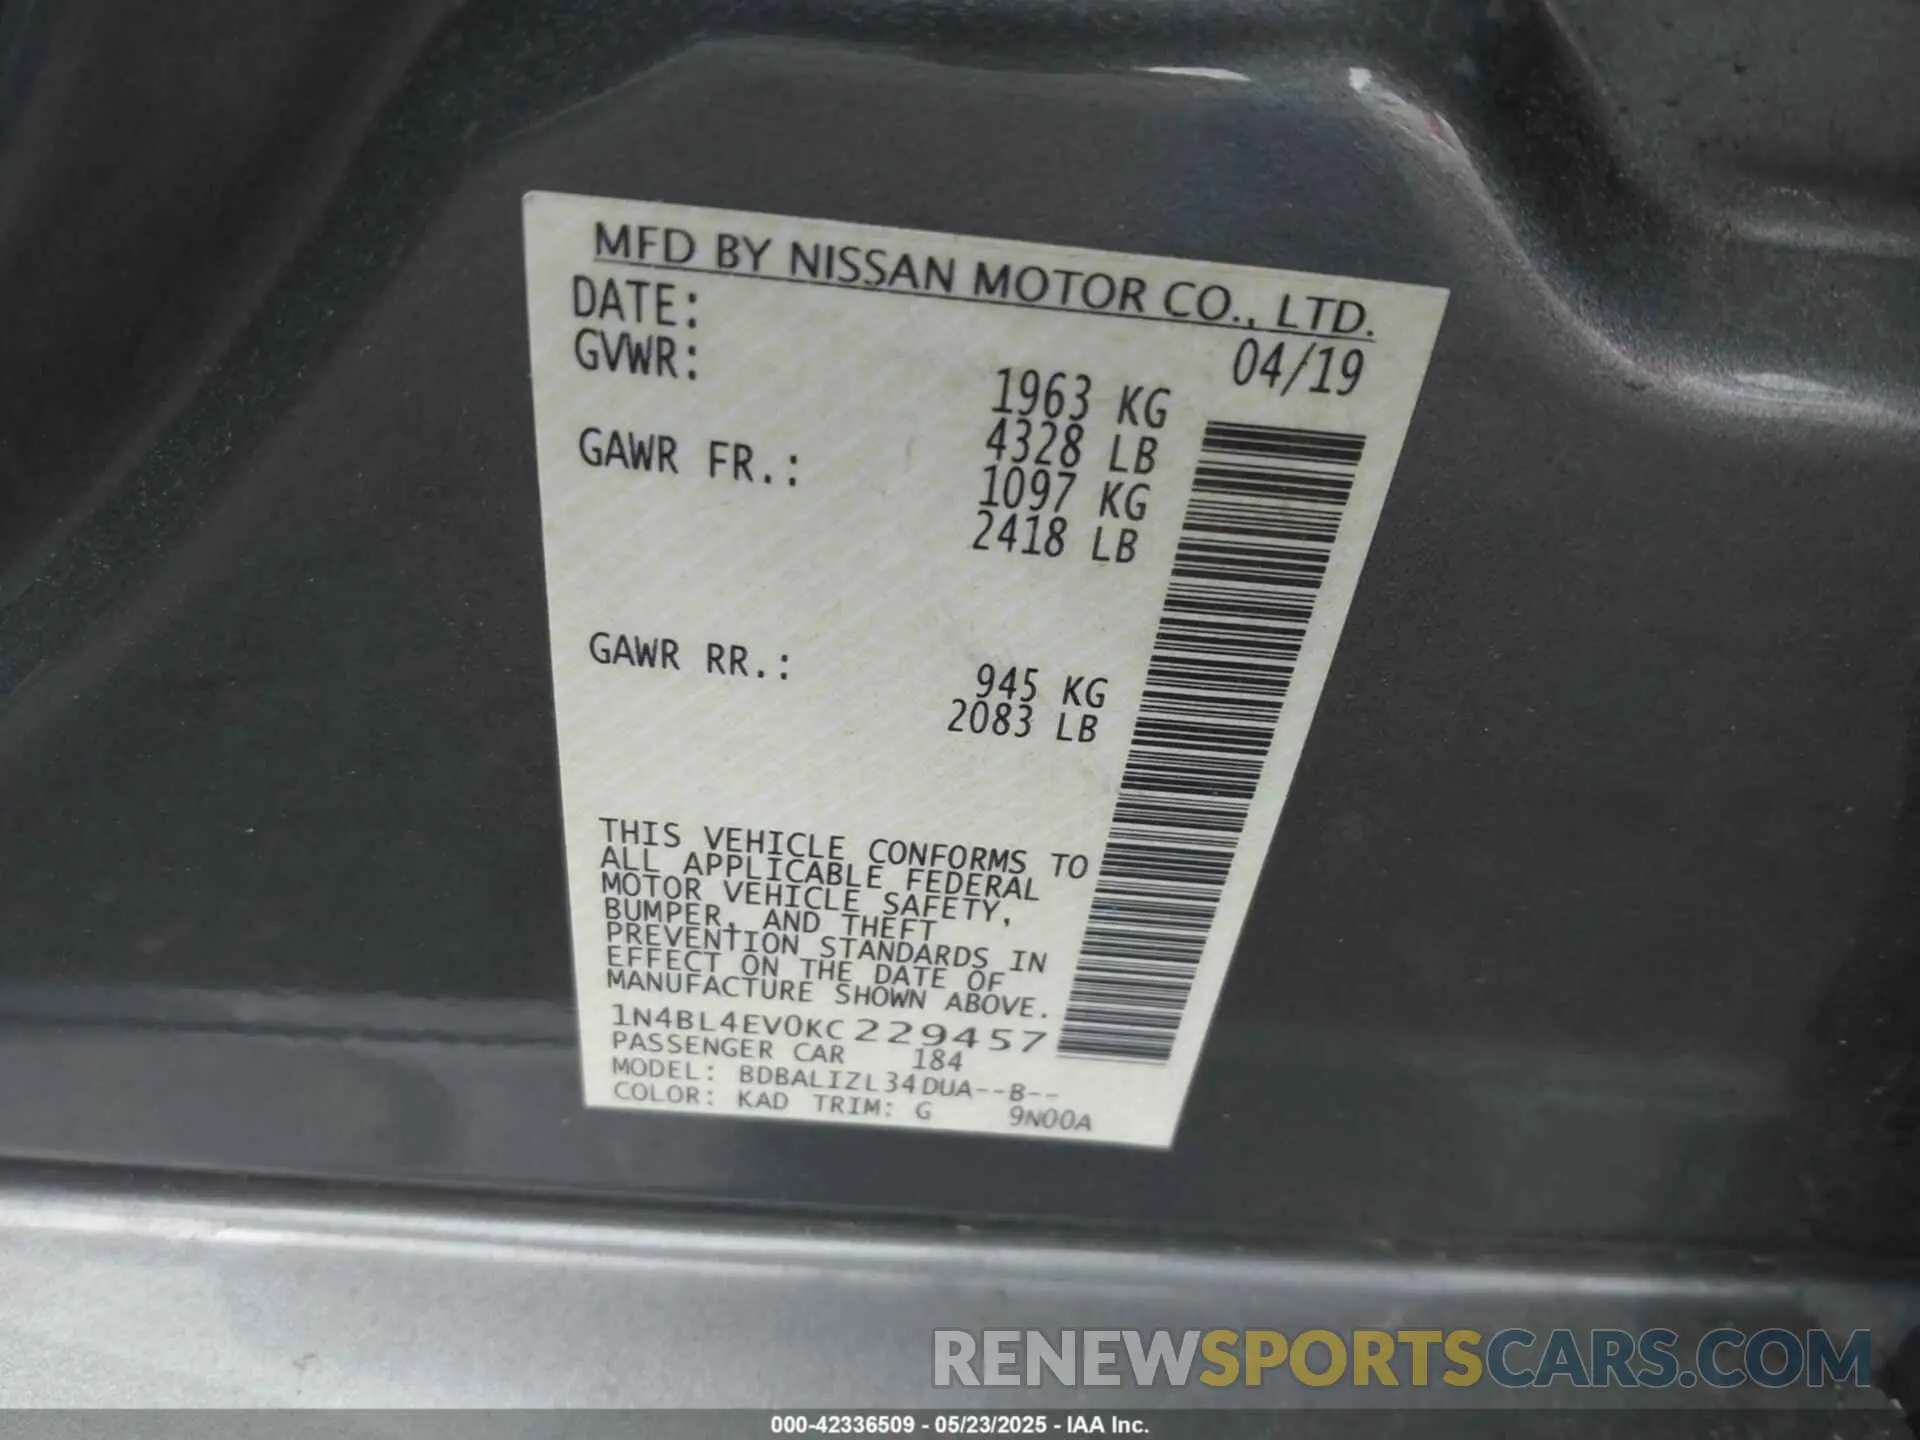 MFD BY NISSAN MOTOR CO., LTD.
DATE: 04/19
GVWR: 1963 KG
4328 LB
GAWR FR.: 1097 KG
2418 LB
GAWR RR.: 945 KG
2083 LB
THIS VEHICLE CONFORMS TO
ALL APPLICABLE FEDERAL
MOTOR VEHICLE SAFETY,
BUMPER, AND THEFT
PREVENTION STANDARDS IN
EFFECT ON THE DATE OF
MANUFACTURE SHOWN ABOVE.
1N4BL4EV0KC229457
PASSENGER CAR 184
MODEL: BDBALIZL34DUA--B--
COLOR: KAD TRIM: G 9N00A
RENEWSPORTSCARS.COM
000-42336509 - 05/23/2025 - IAA Inc.